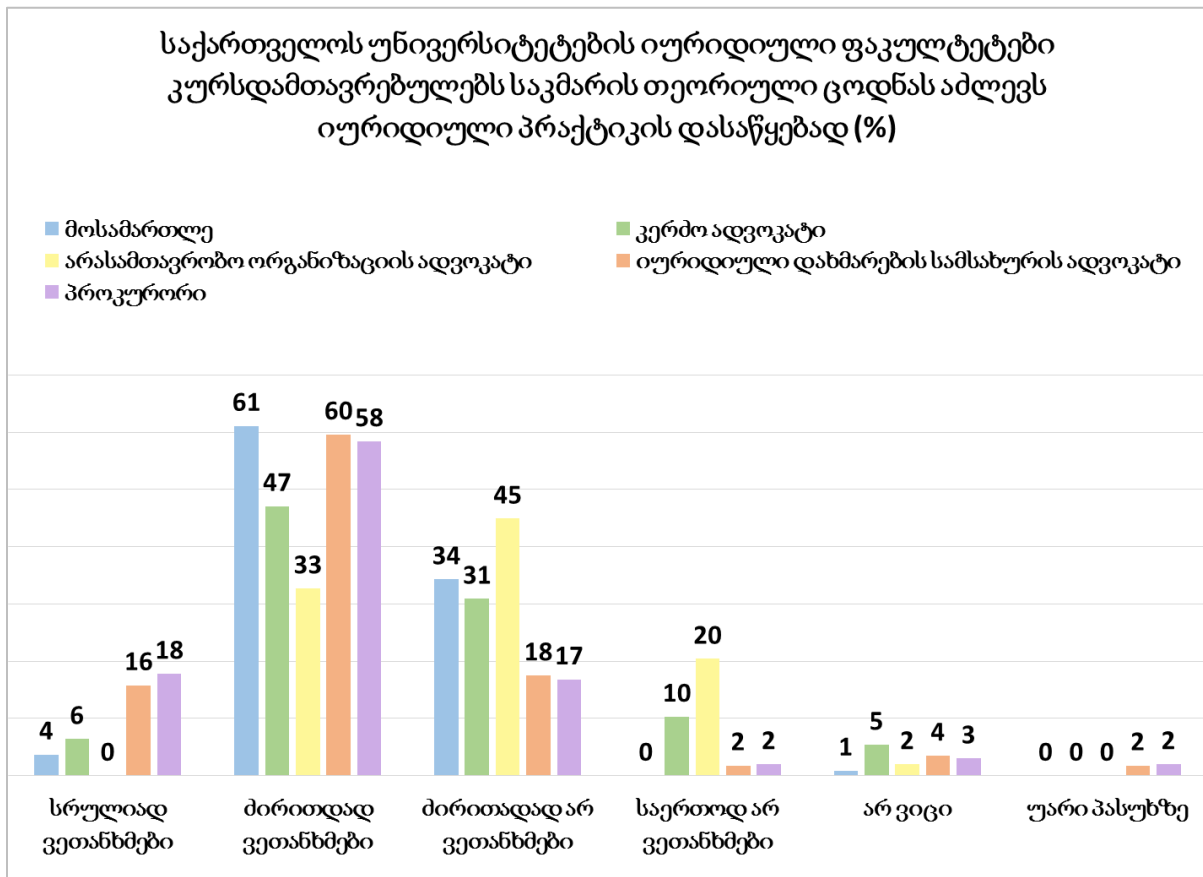 საქართველოს უნივერსიტეტების იურიდიული ფაკულტეტები
კურსდამთავრებულებს საკმარის თეორიულ ცოდნას აძლევს
იურიდიული პრაქტიკის დასაწყებად (%)
მოსამართლე
კერძო ადვოკატი
არასამთავრობო ორგანიზაციის ადვოკატი
იურიდიული დახმარების სამსახურის ადვოკატი
პროკურორი
4 6 0 16 18
61 47 33 60 58
34 31 45 18 17
0 10 20 2 2
1 5 2 4 3
0 0 0 2 2
სრულიად
ვეთანხმები
ძირითდად
ვეთანხმები
ძირითადად არ
ვეთანხმები
საერთოდ არ
ვეთანხმები
არ ვიცი
უარი პასუხზე